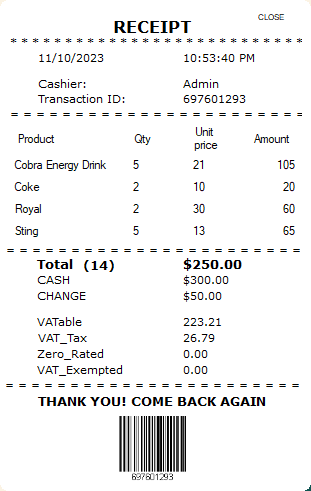 CLOSE
RECEIPT
* * * * * * * * * * * * * * * * * * * * * * * * * * * *
11/10/2023 10:53:40 PM
Cashier: Admin
Transaction ID: 697601293
= = = = = = = = = = = = = = = = = = = = = = = = = = = =
Product Qty Unit price Amount
Cobra Energy Drink 5 21 105
Coke 2 10 20
Royal 2 30 60
Sting 5 13 65
= = = = = = = = = = = = = = = = = = = = = = = = = = = =
Total (14) $250.00
CASH $300.00
CHANGE $50.00
VATable 223.21
VAT_Tax 26.79
Zero_Rated 0.00
VAT_Exempted 0.00
= = = = = = = = = = = = = = = = = = = = = = = = = = = =
THANK YOU! COME BACK AGAIN
697601293